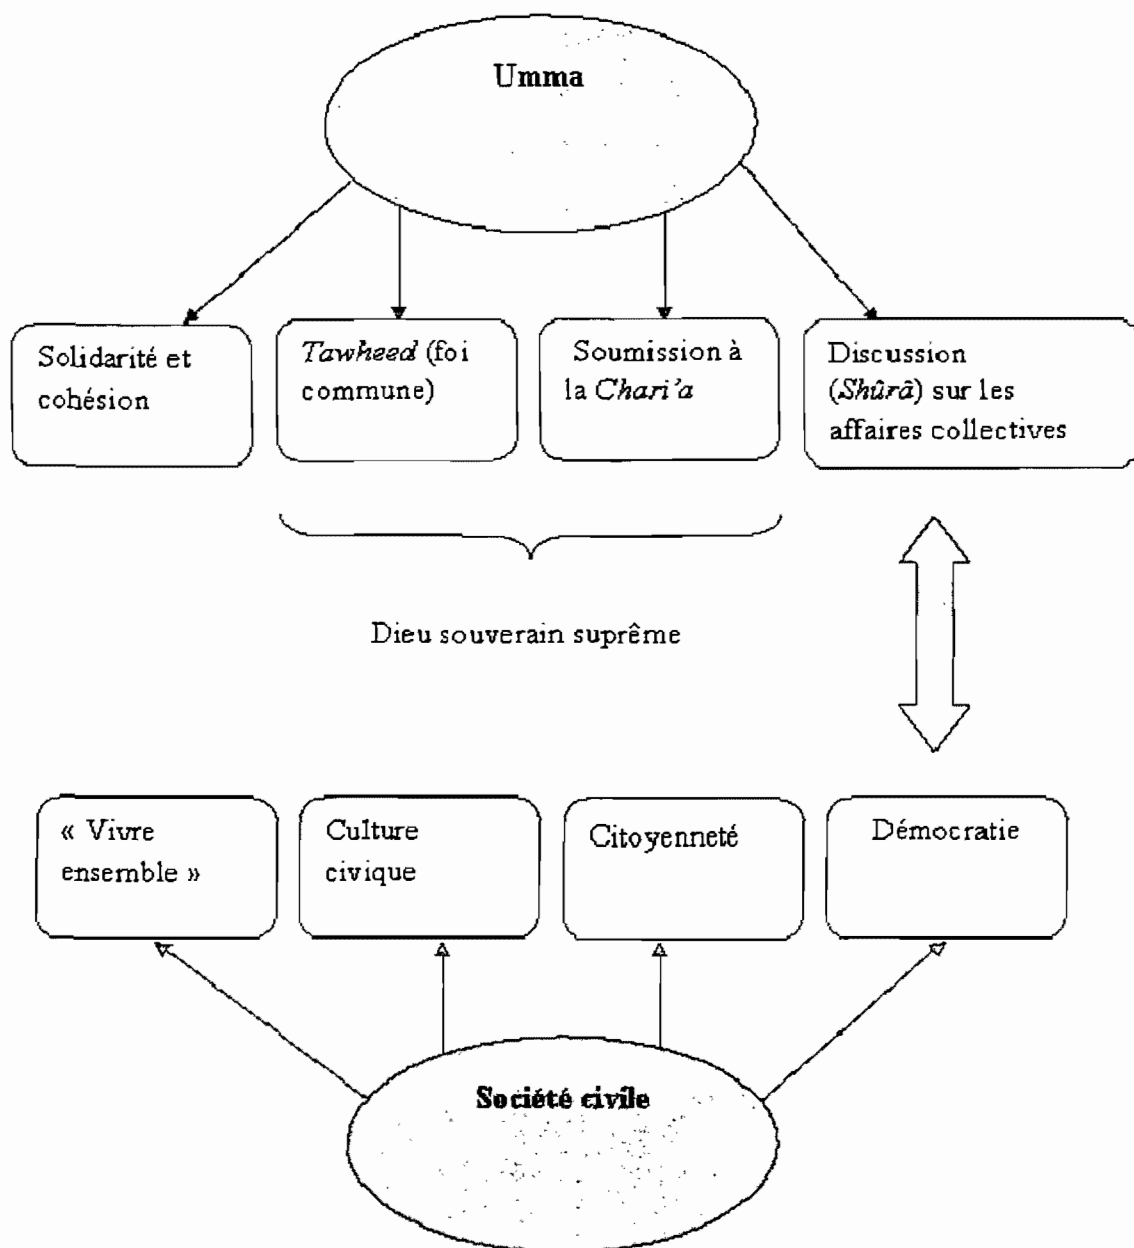 Umma
Solidarité et
cohésion
Tawheed (foi
commune)
Soumission à
la Chari'a
Discussion
(Shûrâ) sur les
affaires collectives
Dieu souverain suprême
« Vivre
ensemble »
Culture
civique
Citoyenneté
Démocratie
Société civile